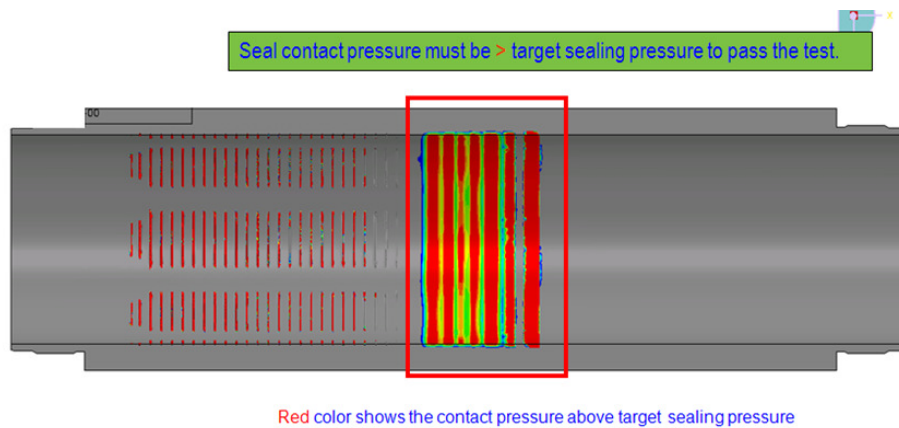 x
Seal contact pressure must be > target sealing pressure to pass the test.
-00
Red color shows the contact pressure above target sealing pressure